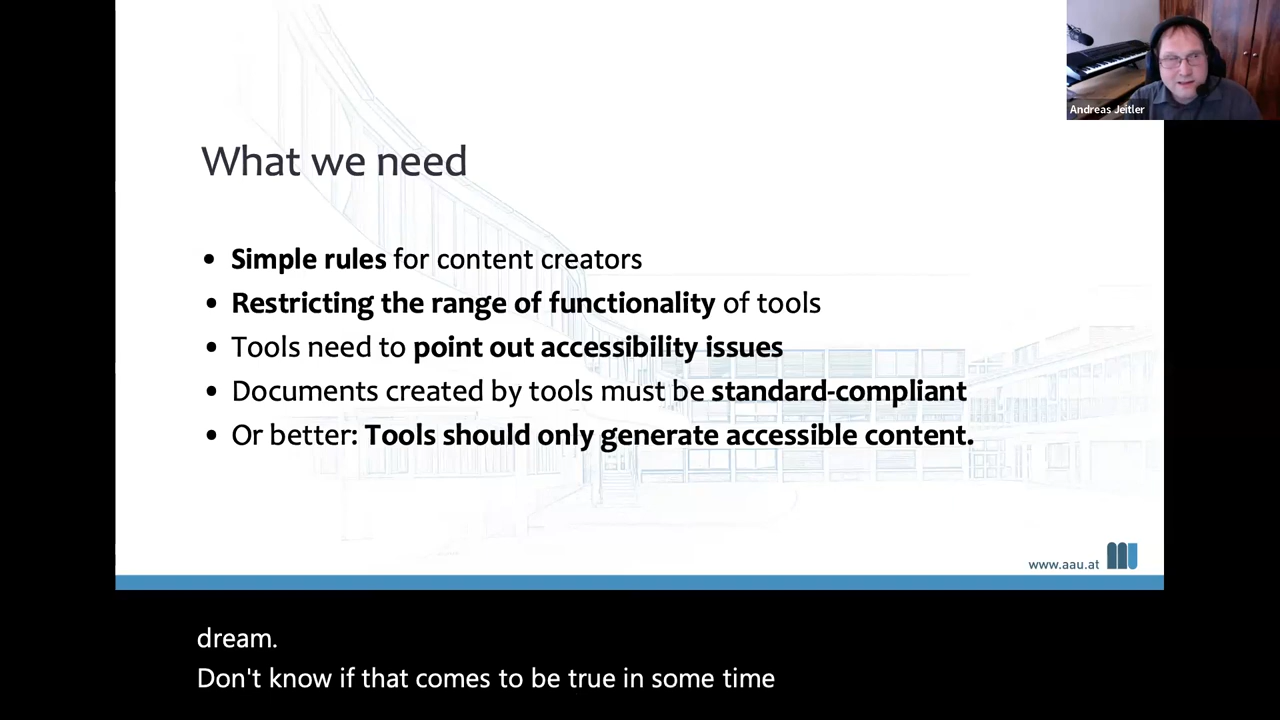 Andreas Jeitler
What we need
• Simple rules for content creators
• Restricting the range of functionality of tools
• Tools need to point out accessibility issues
• Documents created by tools must be standard-compliant
• Or better: Tools should only generate accessible content.
www.aau.at
dream.
Don't know if that comes to be true in some time